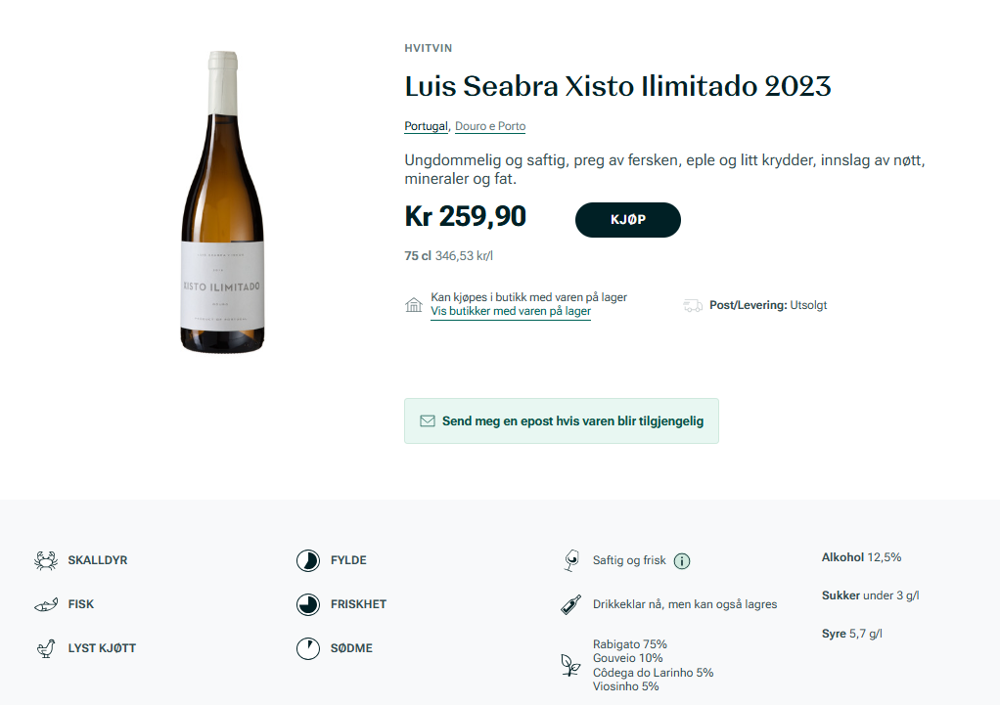 HVITVIN
Luis Seabra Xisto Ilimitado 2023
Portugal, Douro e Porto
Ungdommelig og saftig, preg av fersken, eple og litt krydder, innslag av nøtt,
mineraler og fat.
Kr 259,90
KJØP
75 cl 346,53 kr/l
Kan kjøpes i butikk med varen på lager
Vis butikker med varen på lager
Post/Levering: Utsolgt
Send meg en epost hvis varen blir tilgjengelig
XISTO ILIMITADO
SKALLDYR
FISK
LYST KJØTT
FYLDE
FRISKHET
SØDME
Saftig og frisk
Drikkeklar nå, men kan også lagres
Rabigato 75%
Gouveio 10%
Côdega do Larinho 5%
Viosinho 5%
Alkohol 12,5%
Sukker under 3 g/l
Syre 5,7 g/l